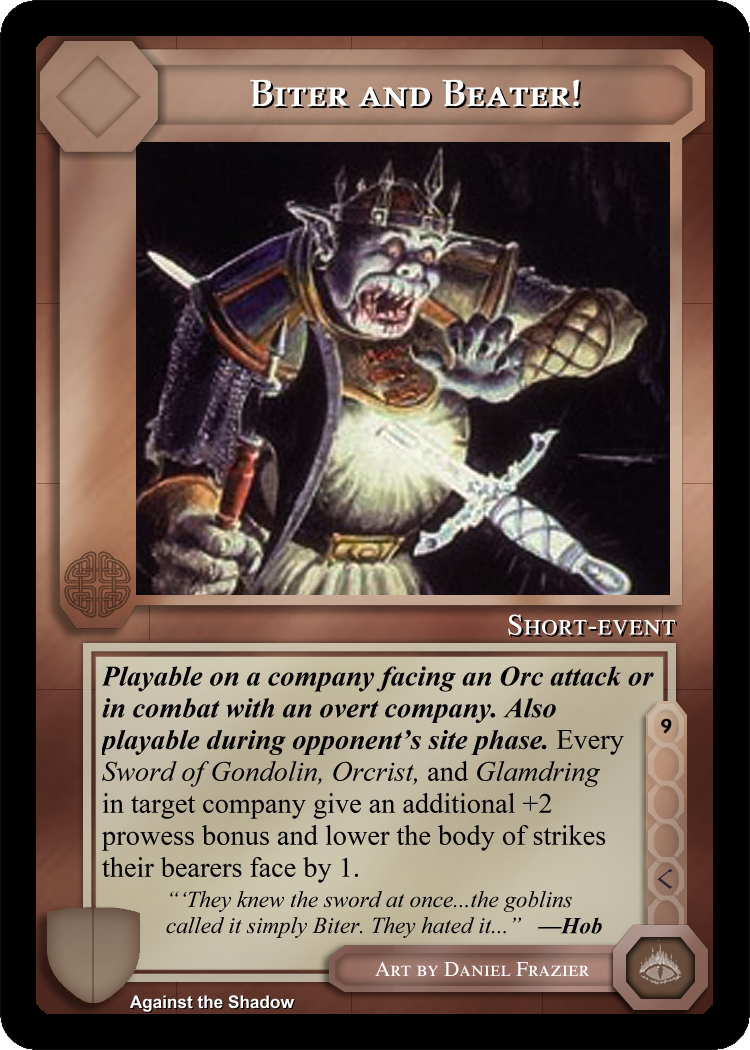 BITER AND BEATER!
SHORT-EVENT
Playable on a company facing an Orc attack or
in combat with an overt company. Also
playable during opponent’s site phase. Every
Sword of Gondolin, Orcrist, and Glamdring
in target company give an additional +2
prowess bonus and lower the body of strikes
their bearers face by 1.
9
“‘They knew the sword at once...the goblins
called it simply Biter. They hated it...” —Hob
ART BY DANIEL FRAZIER
Against the Shadow